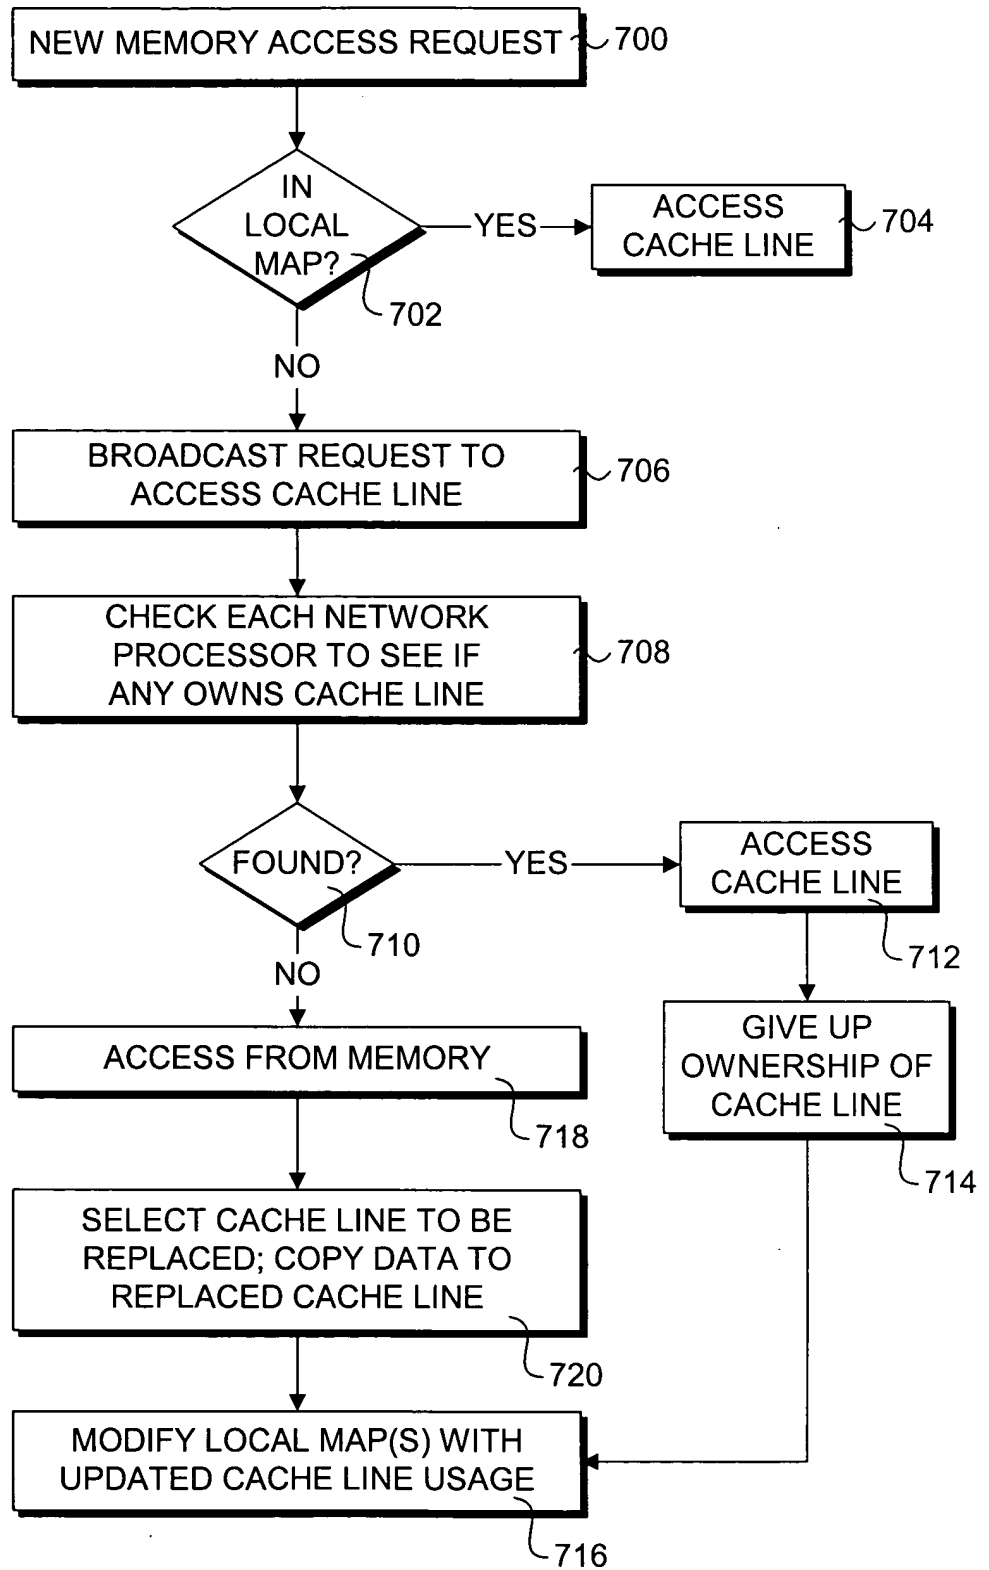 NEW MEMORY ACCESS REQUEST
700
IN
LOCAL
MAP?
702
YES
ACCESS
CACHE LINE
704
NO
BROADCAST REQUEST TO
ACCESS CACHE LINE
706
CHECK EACH NETWORK
PROCESSOR TO SEE IF
ANY OWNS CACHE LINE
708
FOUND?
710
YES
ACCESS
CACHE LINE
712
NO
GIVE UP
OWNERSHIP OF
CACHE LINE
714
ACCESS FROM MEMORY
718
SELECT CACHE LINE TO BE
REPLACED; COPY DATA TO
REPLACED CACHE LINE
720
MODIFY LOCAL MAP(S) WITH
UPDATED CACHE LINE USAGE
716